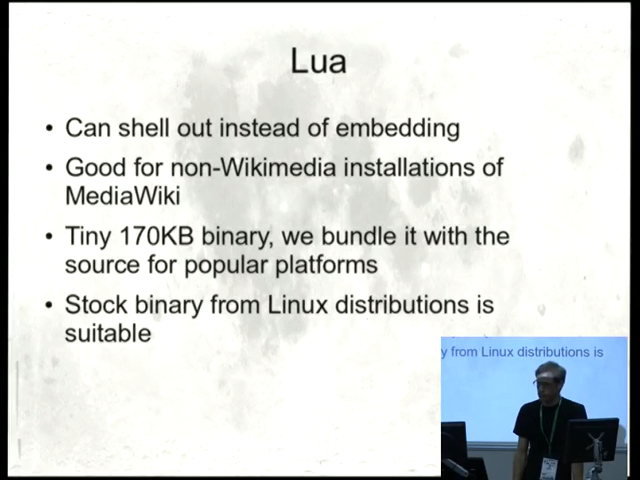 Lua
• Can shell out instead of embedding
• Good for non-Wikimedia installations of
MediaWiki
• Tiny 170KB binary, we bundle it with the
source for popular platforms
• Stock binary from Linux distributions is
suitable
y from Linux distributions is